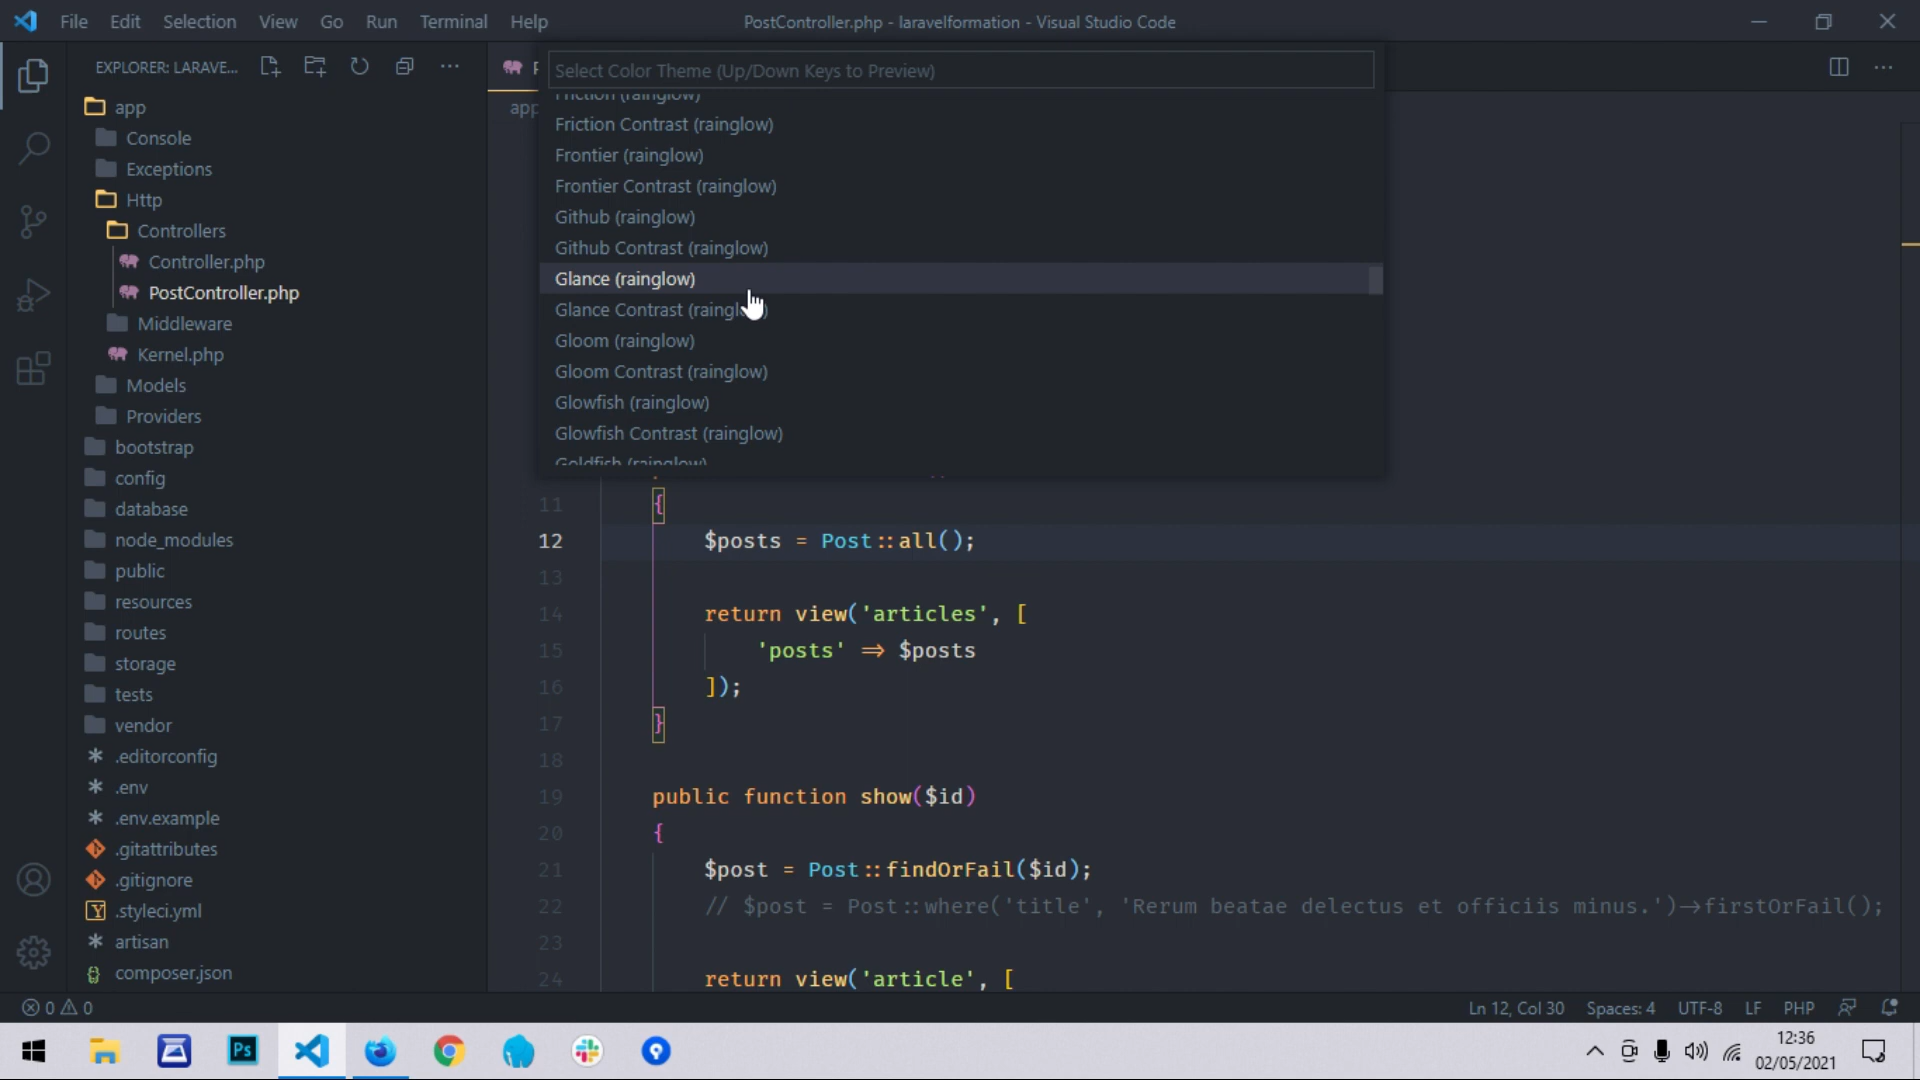 File Edit Selection View Go Run Terminal Help
PostController.php - laravelformation - Visual Studio Code
EXPLORER: LARAVE...
Select Color Theme (Up/Down Keys to Preview)
Friction (rainglow)
Friction Contrast (rainglow)
Frontier (rainglow)
Frontier Contrast (rainglow)
Github (rainglow)
Github Contrast (rainglow)
Glance (rainglow)
Glance Contrast (rainglow)
Gloom (rainglow)
Gloom Contrast (rainglow)
Glowfish (rainglow)
Glowfish Contrast (rainglow)
Goldfish (rainglow)
app
app
Console
Exceptions
Http
Controllers
Controller.php
PostController.php
Middleware
Kernel.php
Models
Providers
bootstrap
config
database
node_modules
public
resources
routes
storage
tests
vendor
.editorconfig
.env
.env.example
.gitattributes
.gitignore
.styleci.yml
artisan
composer.json
11 {
12 $posts = Post::all();
13
14 return view('articles', [
15 'posts' => $posts
16 ]);
17 }
18
19 public function show($id)
20 {
21 $post = Post::findOrFail($id);
22 // $post = Post::where('title', 'Rerum beatae delectus et officiis minus.')->firstOrFail();
23
24 return view('article', [
0 0
Ln 12, Col 30 Spaces: 4 UTF-8 LF PHP
Ps
12:36
02/05/2021